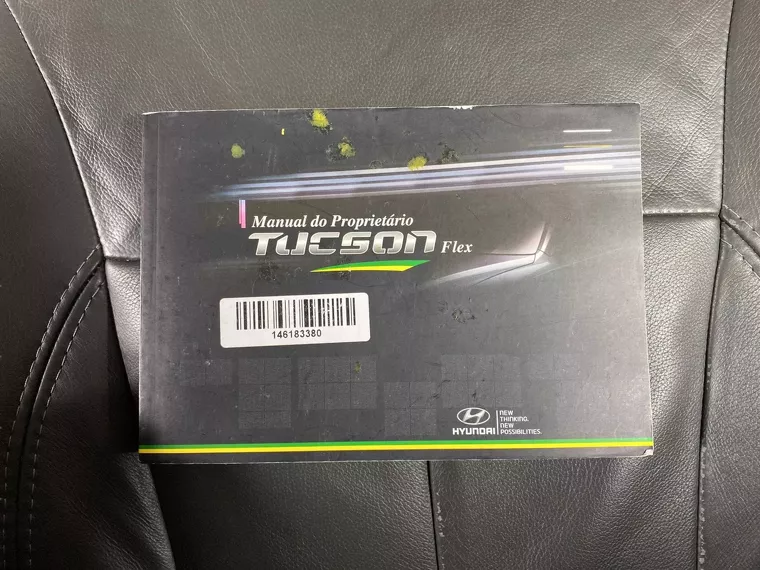 Manual do Proprietário
TUCSON Flex
146183380
HYUNDAI
NEW
THINKING.
NEW
POSSIBILITIES.